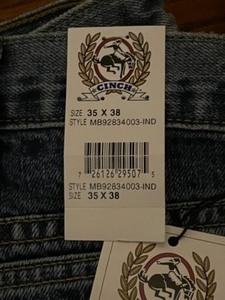 CINCH
SIZE 35 X 38
STYLE MB92834003-IND
7 26126 29507 5
STYLE MB92834003-IND
SIZE 35 X 38